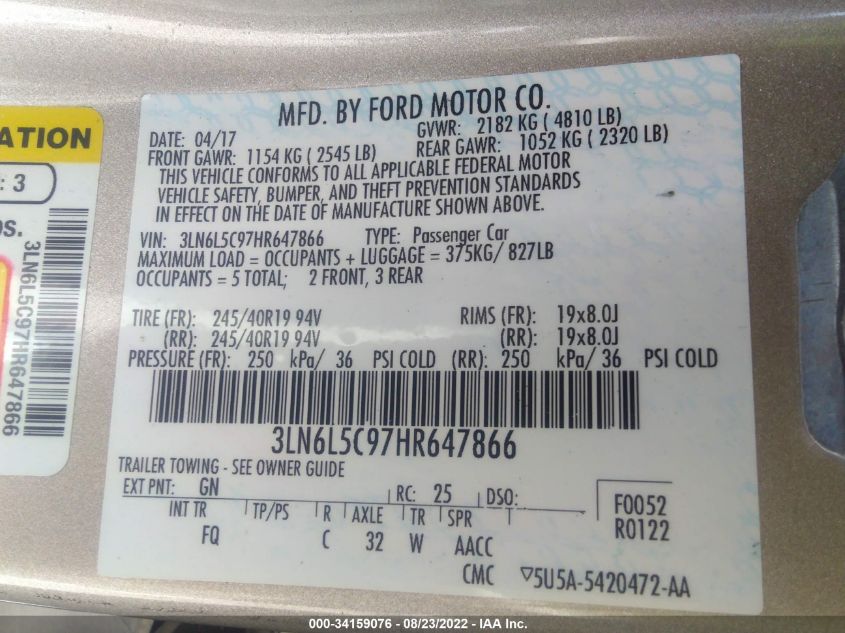 MFD. BY FORD MOTOR CO.
DATE: 04/17
GVWR: 2182 KG ( 4810 LB)
FRONT GAWR: 1154 KG ( 2545 LB)
REAR GAWR: 1052 KG ( 2320 LB)
THIS VEHICLE CONFORMS TO ALL APPLICABLE FEDERAL MOTOR
VEHICLE SAFETY, BUMPER, AND THEFT PREVENTION STANDARDS
IN EFFECT ON THE DATE OF MANUFACTURE SHOWN ABOVE.
VIN: 3LN6L5C97HR647866 TYPE: Passenger Car
MAXIMUM LOAD = OCCUPANTS + LUGGAGE = 375KG/ 827LB
OCCUPANTS = 5 TOTAL; 2 FRONT, 3 REAR
TIRE (FR): 245/40R19 94V RIMS (FR): 19x8.0J
(RR): 245/40R19 94V (RR): 19x8.0J
PRESSURE (FR): 250 kPa/ 36 PSI COLD (RR): 250 kPa/ 36 PSI COLD
3LN6L5C97HR647866
TRAILER TOWING - SEE OWNER GUIDE
EXT PNT: GN RC: 25 DSO:
INT TR TP/PS R AXLE TR SPR
FQ C 32 W AACC
CMC
F0052
R0122
▽5U5A-5420472-AA
ATION
: 3
OS.
3LN6L5C97HR647866
000-34159076 - 08/23/2022 - IAA Inc.